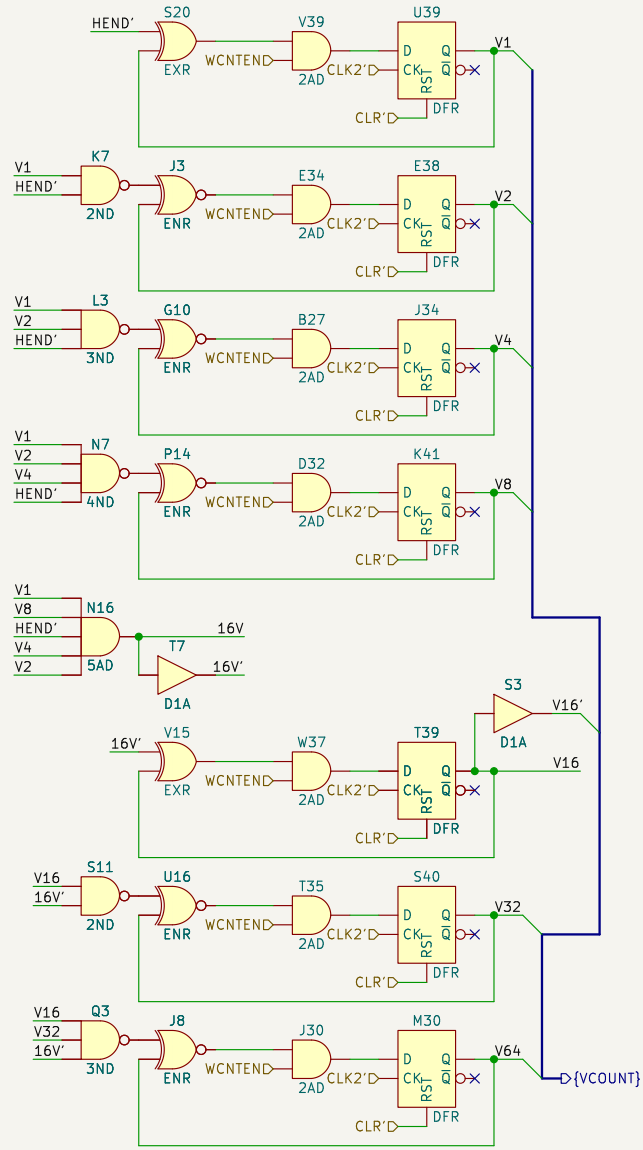 S20 V39 U39
HEND' D Q V1
WCNTEND CLK2' CK Q
EXR 2AD RST
CLR' DFR
K7 J3 E34 E38
V1
HEND' D Q V2
WCNTEND CLK2' CK Q
2ND ENR 2AD RST
CLR' DFR
L3 G10 B27 J34
V1
V2
HEND' D Q V4
WCNTEND CLK2' CK Q
3ND ENR 2AD RST
CLR' DFR
N7 P14 D32 K41
V1
V2
V4
HEND' D Q V8
WCNTEND CLK2' CK Q
4ND ENR 2AD RST
CLR' DFR
V1 N16
V8
HEND' 16V
V4 T7
V2 5AD 16V'
D1A
S3
V16'
D1A
V15 W37 T39
16V' D Q V16
WCNTEND CLK2' CK Q
EXR 2AD RST
CLR' DFR
S11 U16 T35 S40
V16
16V' D Q V32
WCNTEND CLK2' CK Q
2ND ENR 2AD RST
CLR' DFR
Q3 J8 J30 M30
V16
V32
16V' D Q V64
WCNTEND CLK2' CK Q {VCOUNT}
3ND ENR 2AD RST
CLR' DFR